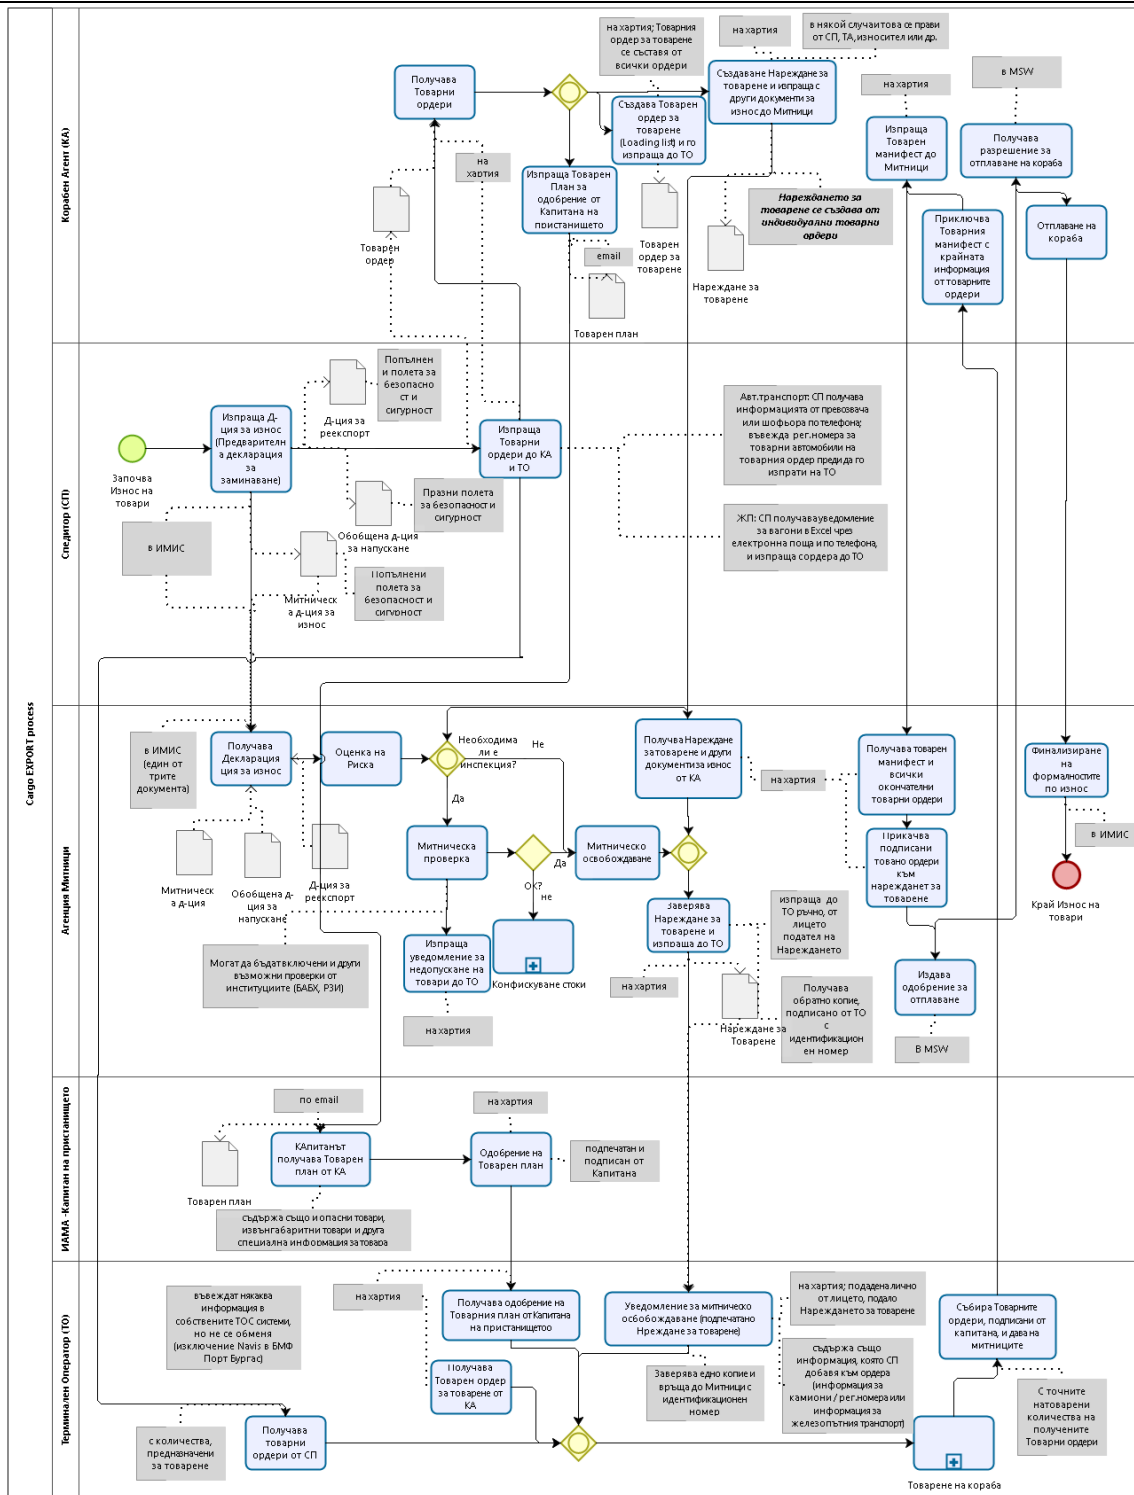 Cargo EXPORT process
Корабен Агент (КА)
на хартия; Товарния
ордер за товарене
се съставя от
всички ордери
на хартия
в някой случаи това се прави
от СП, ТА, износител или др.
в MSW
на хартия
Получава
Товарни
ордери
Създава Товарен
ордер за
товарене
(Loading list) и го
изпраща до ТО
Създаване Нареждане за
товарене и изпраща с
други документи за
износ до Митници
Изпраща
Товарен
манифест до
Митници
Получава
разрешение за
отплаване на кораба
на
хартия
Изпраща Товарен
План за
одобрение от
Капитана на
пристанището
Товарен
ордер
email
Товарен план
Товарен
ордер за
товарене
Нареждането за
товарене се създава от
индивидуални товарни
ордери
Нареждане за
товарене
Приключва
Товарния
манифест с
крайната
информация
от товарните
ордери
Отплаване на
кораба
Спедитор (СП)
Започва
Износ на
товари
Изпраща Д-
ция за износ
(Предварителн
а декларация
за
заминаване)
Попълнен
и полета за
безопасно
ст и
сигурност
Д-ция за
реекспорт
Изпраща
Товарни
ордери до КА
и ТО
Празни полета
за безопасност и
сигурност
Обобщена д-ция
за напускане
в ИМИС
Митническ
а д-ция за
износ
Попълнени
полета за
безопасност и
сигурност
Авт.транспорт: СП получава
информацията от превозвача
или шофьора по телефона;
въвежда рег.номера за
товарни автомобили на
товарния ордер преди да го
изпрати на ТО
ЖП: СП получава уведомление
за вагони в Excel чрез
електронна поща и по телефона,
и изпраща с ордера до ТО
Агенция Митници
в ИМИС
(един от
трите
документа)
Получава
Декларация
ция за износ
Оценка на
Риска
Необходима
ли е
инспекция?
Не
Да
Митническа
проверка
ОК?
Да
не
Митническо
освобождаване
Митническ
а д-ция
Обобщена д-
ция за
напускане
Д-ция за
реекспорт
Могат да бъдат включени и други
възможни проверки от
институциите (БАБХ, РЗИ)
Изпраща
уведомление за
недопускане на
товари до ТО
на хартия
Конфискуване стоки
Получва Нареждане
за товарене и други
документи за износ
от КА
на хартия
Заверява
Нареждане за
товарене и
изпраща до ТО
изпраща до
ТО ръчно, от
лицето
подател на
Нареждането
на хартия
Нареждане за
Товарене
Получава
обратно копие,
подписано от ТО
с
идентификацион
ен номер
Получава товарен
манифест и
всички
окончателни
товарни ордери
Прикачва
подписани
товано ордери
към
нареждането за
товарене
Издава
одобрение за
отплаване
В MSW
Финализиране
на
формалностите
по износ
в ИМИС
Край Износ на
товари
ИАМА -Капитан на пристанището
по email
Товарен план
КАпитанът
получава Товарен
план от КА
съдържа също и опасни товари,
извънгабаритни товари и друга
специална информация за товара
на хартия
Одобрение на
Товарен план
подпечатан и
подписан от
Капитана
Терминален Оператор (ТО)
въвеждат някаква
информация в
собствените ТОС системи,
но не се обменя
(изключение Navis в БМФ
Порт Бургас)
с количества,
предназначени
за товарене
Получава
товарни
ордери от СП
на хартия
Получава одобрение на
Товарния план от Капитана
на пристанището
Получава
Товарен ордер
за товарене от
КА
Уведомление за митническо
освобождаване (подпечатано
Нреждане за товарене)
Заверява едно копие и
връща до Митници с
идентификационен
номер
на хартия; подадена лично
от лицето, подало
Нареждането за товарене
съдържа също
информация, която СП
добавя към ордера
(информация за
камиони / рег.номера или
информация за
железопътния транспорт)
Събира Товарните
ордери, подписани от
капитана, и дава на
митниците
С точните
натоварени
количества на
получените
Товарни ордери
Товарене на кораба